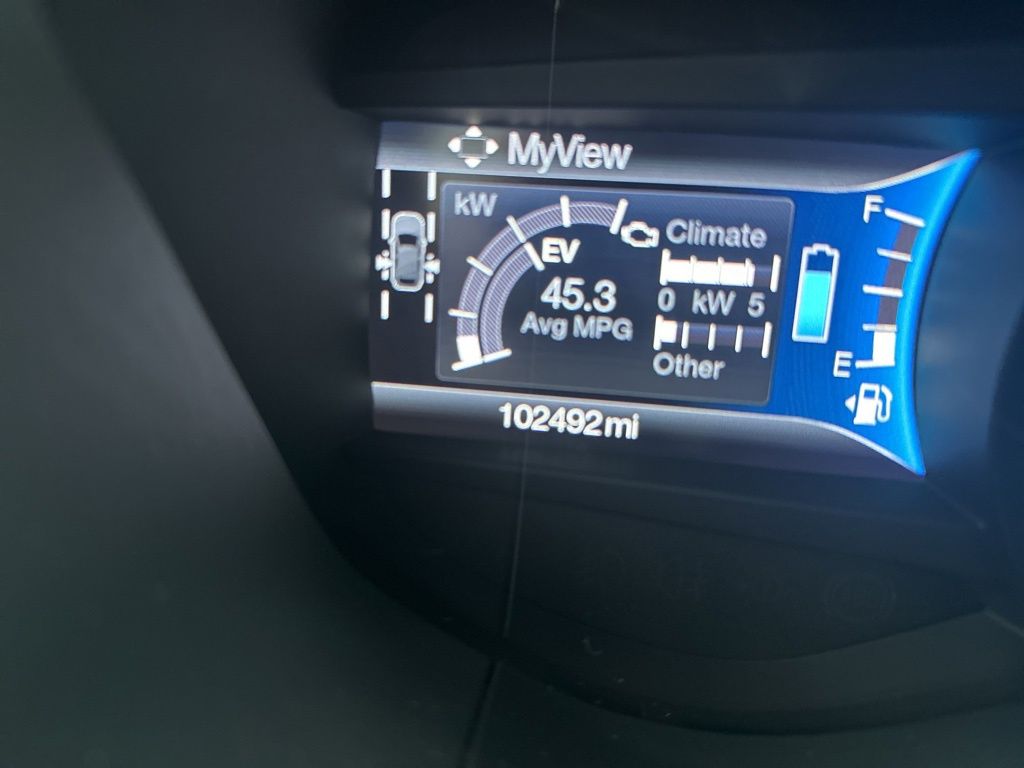 MyView
kW
EV
45.3
Avg MPG
Climate
0 kW 5
Other
F
E
102492mi